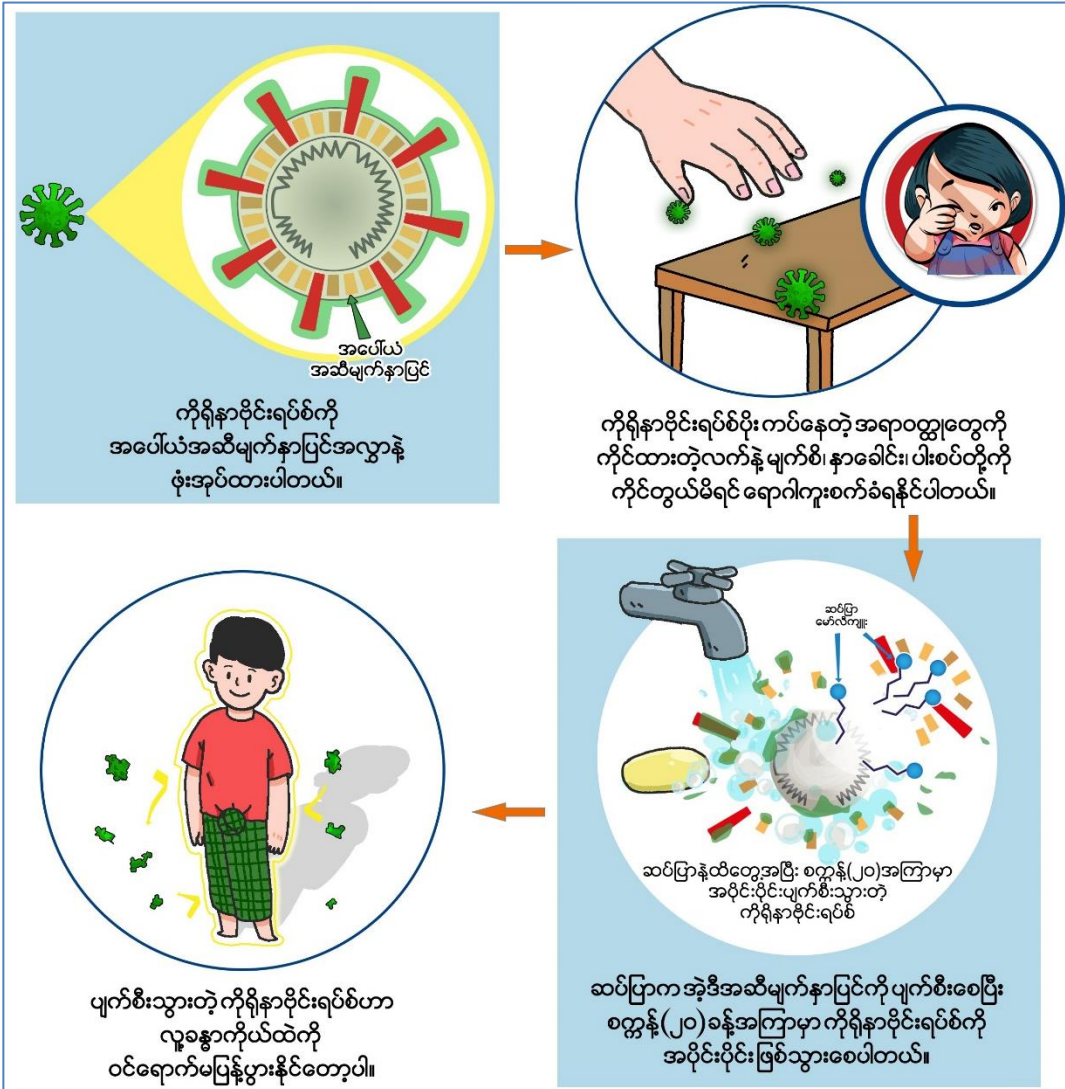 အပေါ်ယံ
အဆီမျက်နှာပြင်
ကိုရိုနာဗိုင်းရပ်စ်ကို
အပေါ်ယံအဆီမျက်နှာပြင်အလွှာနဲ့
ဖုံးအုပ်ထားပါတယ်။
ကိုရိုနာဗိုင်းရပ်စ်ပိုး ကပ်နေတဲ့ အရာဝတ္ထုတွေကို
ကိုင်ထားတဲ့လက်နဲ့ မျက်စိ၊ နှာခေါင်း၊ ပါးစပ်တို့ကို
ကိုင်တွယ်မိရင် ရောဂါကူးစက်ခံရနိုင်ပါတယ်။
ဆပ်ပြာ
မော်လီကျူး
ဆပ်ပြာနဲ့ထိတွေ့အပြီး စက္ကန့်(၂၀)အကြာမှာ
အပိုင်းပိုင်းပျက်စီးသွားတဲ့
ကိုရိုနာဗိုင်းရပ်စ်
ဆပ်ပြာက အဲ့ဒီအဆီမျက်နှာပြင်ကို ပျက်စီးစေပြီး
စက္ကန့်(၂၀)ခန့်အကြာမှာ ကိုရိုနာဗိုင်းရပ်စ်ကို
အပိုင်းပိုင်း ဖြစ်သွားစေပါတယ်။
ပျက်စီးသွားတဲ့ ကိုရိုနာဗိုင်းရပ်စ်ဟာ
လူ့ခန္ဓာကိုယ်ထဲကို
ဝင်ရောက်မပြန့်ပွားနိုင်တော့ပါ။